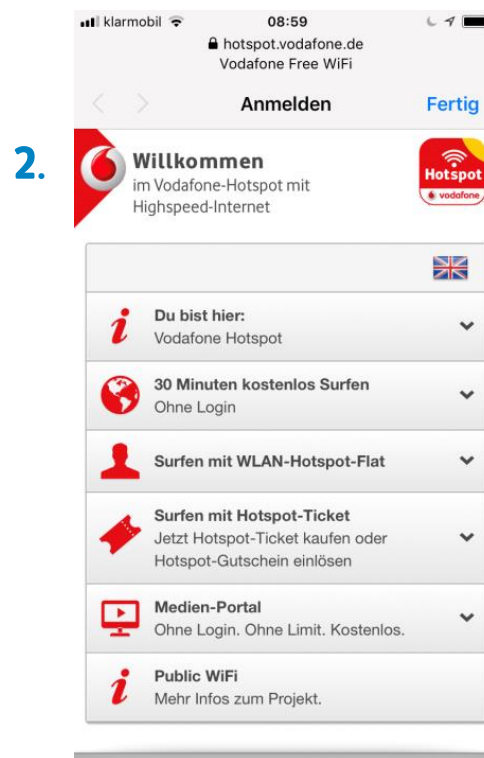 klarmobil 08:59
hotspot.vodafone.de
Vodafone Free WiFi
Anmelden Fertig
2.
Willkommen
im Vodafone-Hotspot mit
Highspeed-Internet
Hotspot
vodafone
Du bist hier:
Vodafone Hotspot
30 Minuten kostenlos Surfen
Ohne Login
Surfen mit WLAN-Hotspot-Flat
Surfen mit Hotspot-Ticket
Jetzt Hotspot-Ticket kaufen oder
Hotspot-Gutschein einlösen
Medien-Portal
Ohne Login. Ohne Limit. Kostenlos.
Public WiFi
Mehr Infos zum Projekt.